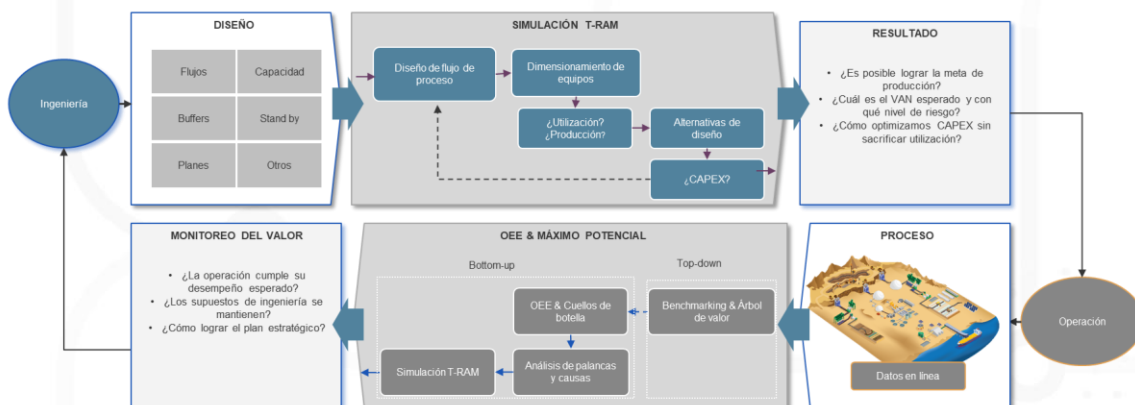 Ingeniería
DISEÑO
Flujos
Capacidad
Buffers
Stand by
Planes
Otros
SIMULACIÓN T-RAM
Diseño de flujo de
proceso
Dimensionamiento de
equipos
¿Utilización?
¿Producción?
Alternativas de
diseño
¿CAPEX?
RESULTADO
• ¿Es posible lograr la meta de
producción?
• ¿Cuál es el VAN esperado y con
qué nivel de riesgo?
• ¿Cómo optimizamos CAPEX sin
sacrificar utilización?
MONITOREO DEL VALOR
• ¿La operación cumple su
desempeño esperado?
• ¿Los supuestos de ingeniería se
mantienen?
• ¿Cómo lograr el plan estratégico?
OEE & MÁXIMO POTENCIAL
Bottom-up
Top-down
OEE & Cuellos de
botella
Benchmarking & Árbol
de valor
Simulación T-RAM
Análisis de palancas
y causas
PROCESO
Datos en línea
Operación